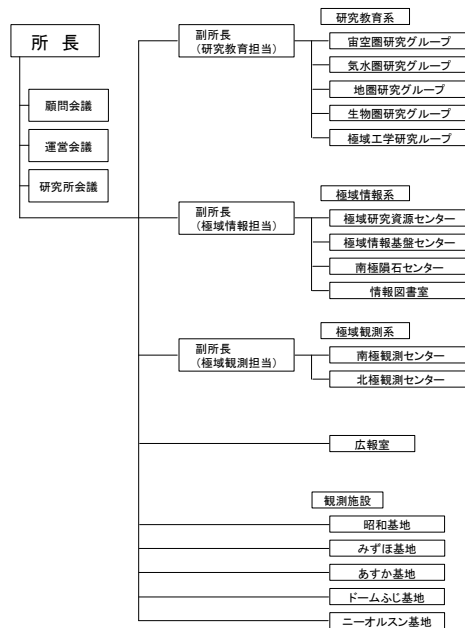 所 長
顧問会議
運営会議
研究所会議
副所長
(研究教育担当)
研究教育系
宙空圏研究グループ
気水圏研究グループ
地圏研究グループ
生物圏研究グループ
極域工学研究ループ
副所長
(極域情報担当)
極域情報系
極域研究資源センター
極域情報基盤センター
南極隕石センター
情報図書室
副所長
(極域観測担当)
極域観測系
南極観測センター
北極観測センター
広報室
観測施設
昭和基地
みずほ基地
あすか基地
ドームふじ基地
ニーオルスン基地